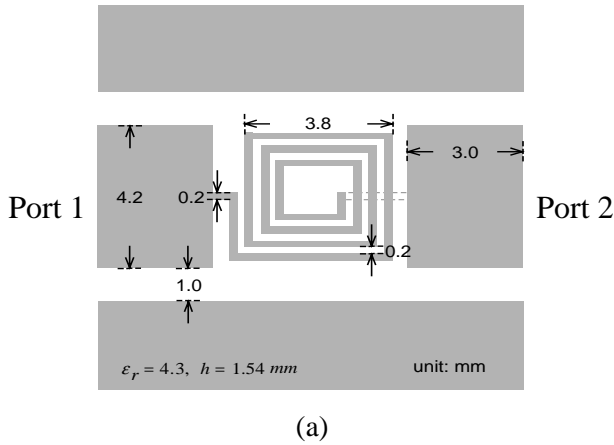 3.8
3.0
4.2
0.2
Port 1
Port 2
0.2
1.0
εr = 4.3, h = 1.54 mm
unit: mm
(a)